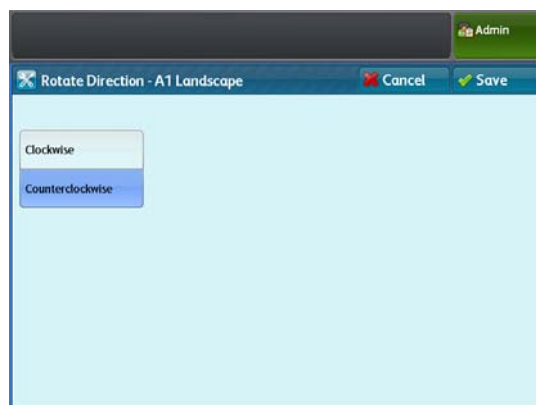 Admin
Rotate Direction - A1 Landscape Cancel Save
Clockwise
Counterclockwise